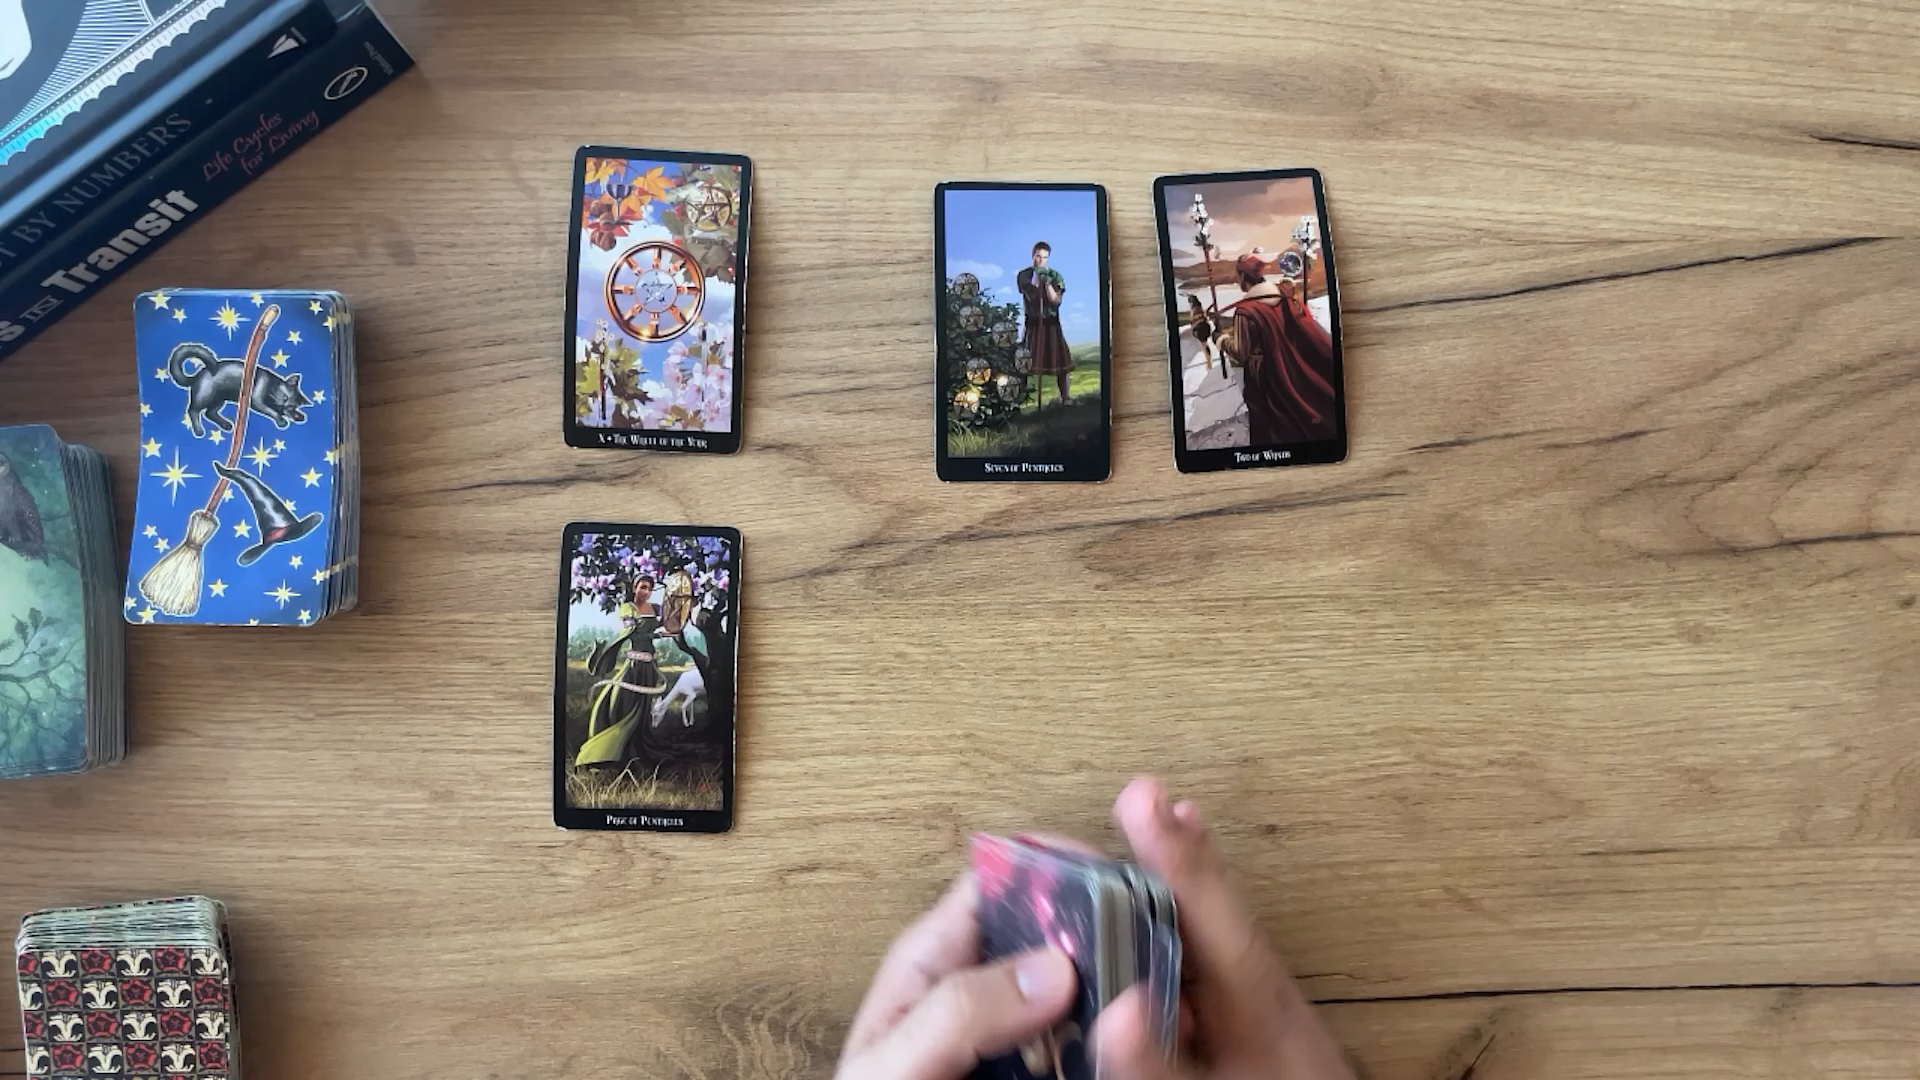 T BY NUMBERS
Transit
Life Cycles
for Living
X • The Wheel of the Year
Seven of Pentacles
Two of Wands
Page of Pentacles